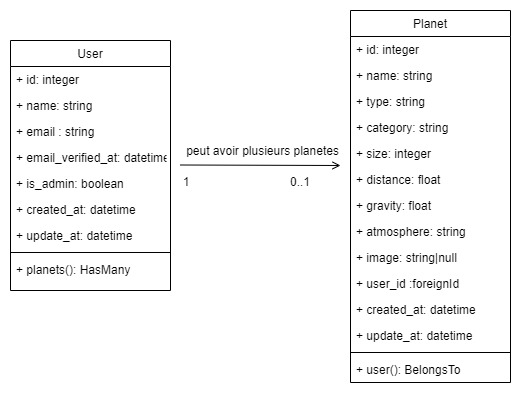 User
+ id: integer
+ name: string
+ email : string
+ email_verified_at: datetime
+ is_admin: boolean
+ created_at: datetime
+ update_at: datetime
+ planets(): HasMany
peut avoir plusieurs planetes
1
0..1
Planet
+ id: integer
+ name: string
+ type: string
+ category: string
+ size: integer
+ distance: float
+ gravity: float
+ atmosphere: string
+ image: string|null
+ user_id :foreignId
+ created_at: datetime
+ update_at: datetime
+ user(): BelongsTo